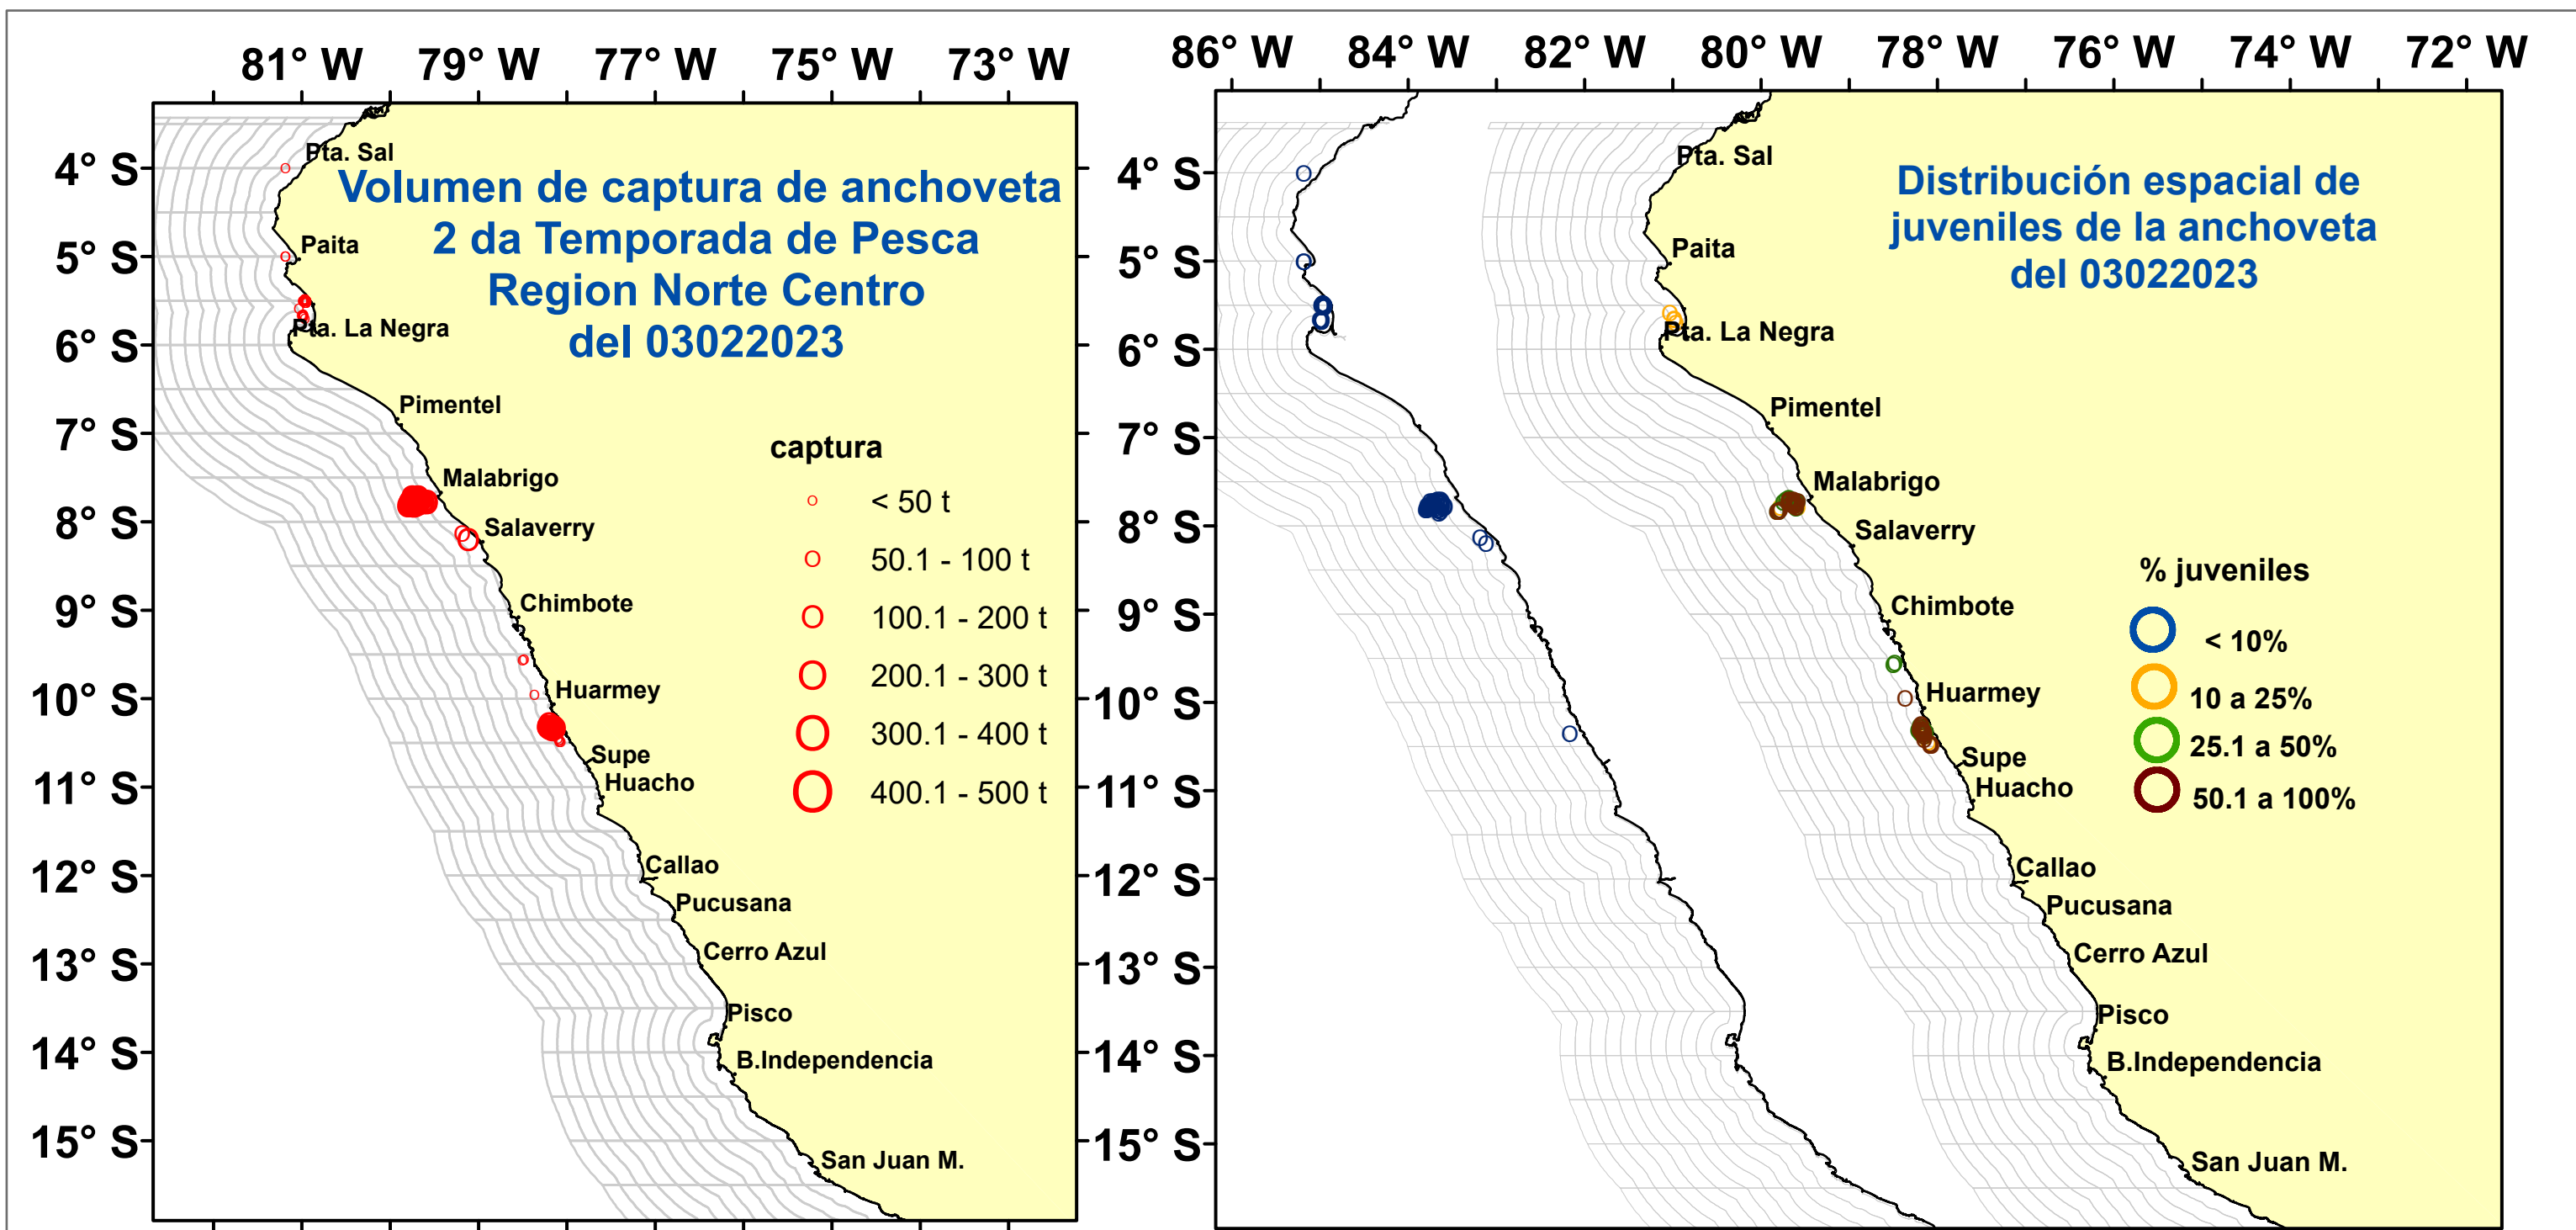 81° W 79° W 77° W 75° W 73° W
4° S
5° S
6° S
7° S
8° S
9° S
10° S
11° S
12° S
13° S
14° S
15° S
Volumen de captura de anchoveta
2 da Temporada de Pesca
Region Norte Centro
del 03022023
Pta. Sal
Paita
Pta. La Negra
Pimentel
Malabrigo
Salaverry
Chimbote
Huarmey
Supe
Huacho
Callao
Pucusana
Cerro Azul
Pisco
B.Independencia
San Juan M.
captura
< 50 t
50.1 - 100 t
100.1 - 200 t
200.1 - 300 t
300.1 - 400 t
400.1 - 500 t
86° W 84° W 82° W 80° W 78° W 76° W 74° W 72° W
4° S
5° S
6° S
7° S
8° S
9° S
10° S
11° S
12° S
13° S
14° S
15° S
Distribución espacial de
juveniles de la anchoveta
del 03022023
Pta. Sal
Paita
Pta. La Negra
Pimentel
Malabrigo
Salaverry
Chimbote
Huarmey
Supe
Huacho
Callao
Pucusana
Cerro Azul
Pisco
B.Independencia
San Juan M.
% juveniles
< 10%
10 a 25%
25.1 a 50%
50.1 a 100%